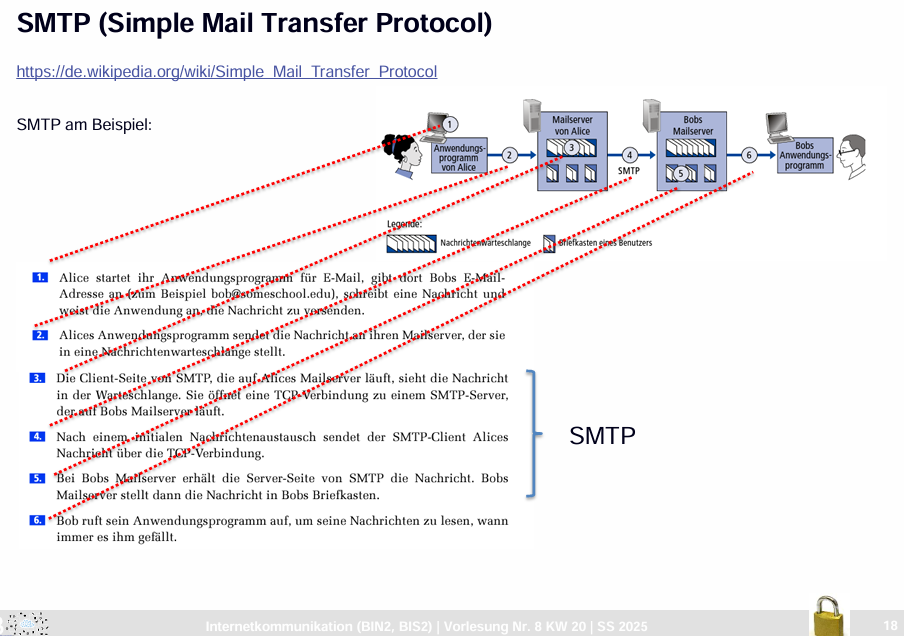 SMTP (Simple Mail Transfer Protocol)
https://de.wikipedia.org/wiki/Simple_Mail_Transfer_Protocol
SMTP am Beispiel:
1
Anwendungs-
programm
von Alice
2
Mailserver
von Alice
3
4
SMTP
Bobs
Mailserver
5
6
Bobs
Anwendungs-
programm
Legende:
Nachrichtenwarteschlange
Briefkasten eines Benutzers
1. Alice startet ihr Anwendungsprogramm für E-Mail, gibt dort Bobs E-Mail-
Adresse an (zum Beispiel bob@someschool.edu), schreibt eine Nachricht und
weist die Anwendung an, die Nachricht zu versenden.
2. Alices Anwendungsprogramm sendet die Nachricht an ihren Mailserver, der sie
in eine Nachrichtenwarteschlange stellt.
3. Die Client-Seite von SMTP, die auf Alices Mailserver läuft, sieht die Nachricht
in der Warteschlange. Sie öffnet eine TCP-Verbindung zu einem SMTP-Server,
der auf Bobs Mailserver läuft.
4. Nach einem initialen Nachrichtenaustausch sendet der SMTP-Client Alices
Nachricht über die TCP-Verbindung.
5. Bei Bobs Mailserver erhält die Server-Seite von SMTP die Nachricht. Bobs
Mailserver stellt dann die Nachricht in Bobs Briefkasten.
6. Bob ruft sein Anwendungsprogramm auf, um seine Nachrichten zu lesen, wann
immer es ihm gefällt.
SMTP
Internetkommunikation (BIN2, BIS2) | Vorlesung Nr. 8 KW 20 | SS 2025
18